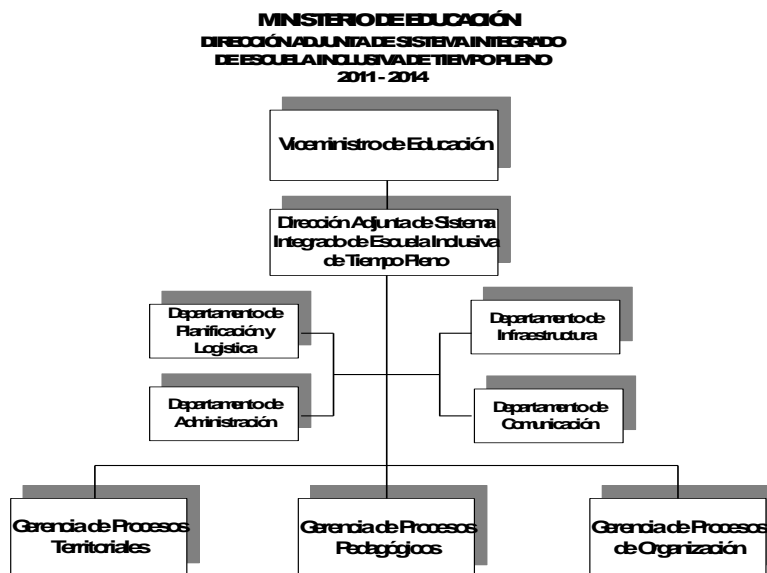 MINISTERIO DE EDUCACIÓN
DIRECCIÓN ADJUNTA DE SISTEMA INTEGRADO
DE ESCUELA INCLUSIVA DE TIEMPO PLENO
2011 - 2014
Viceministro de Educación
Dirección Adjunta de Sistema
Integrado de Escuela Inclusiva
de Tiempo Pleno
Departamento de
Planificación y
Logistica
Departamento de
Infraestructura
Departamento de
Administración
Departamento de
Comunicación
Gerencia de Procesos
Territoriales
Gerencia de Procesos
Pedagógicos
Gerencia de Procesos
de Organización